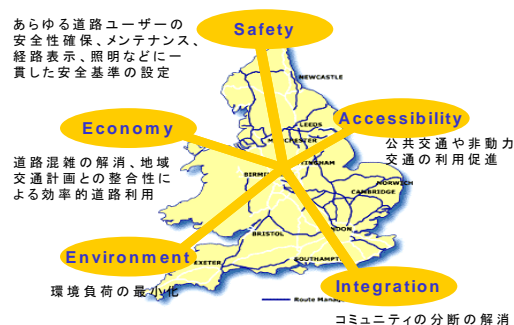 あらゆる道路ユーザーの
安全性確保、メンテナンス、
経路表示、照明などに一
貫した安全基準の設定
Safety
NEWCASTLE
Economy
LEEDS
Accessibility
公共交通や非動力
交通の利用促進
道路混雑の解消、地域
交通計画との整合性に
よる効率的道路利用
NORWICH
CAMBRIDGE
Environment
BRISTOL
SOUTHAMPTON
EXETER
Integration
環境負荷の最小化
Route
コミュニティの分断の解消